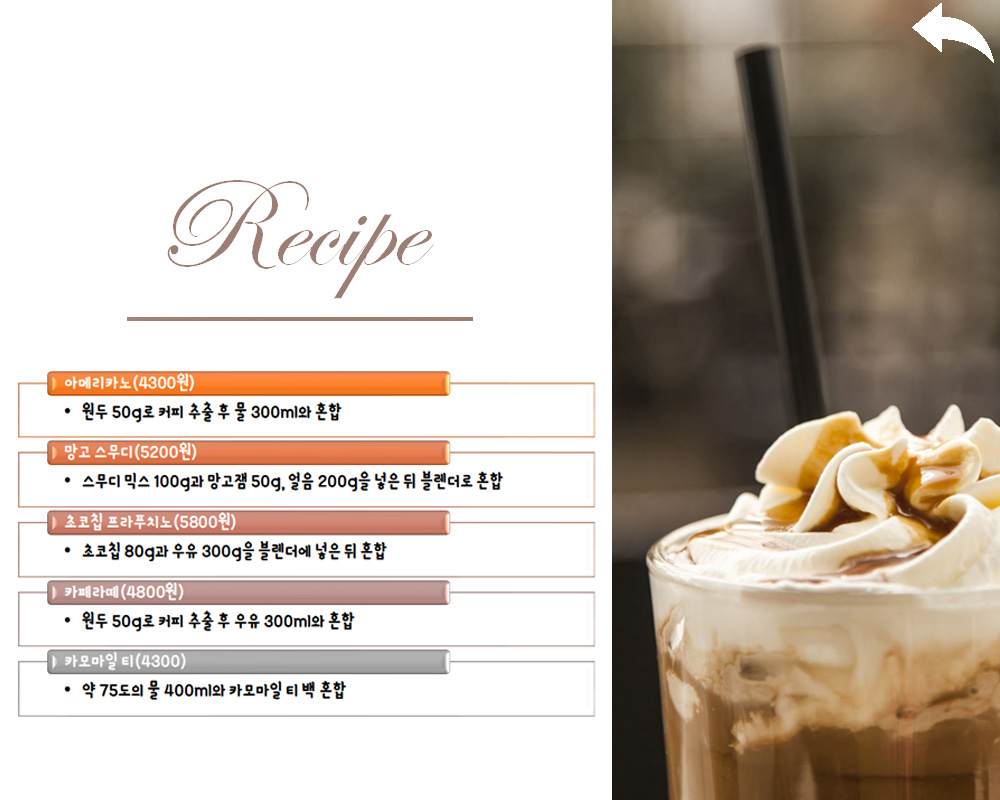 Recipe
아메리카노(4300원)
• 원두 50g로 커피 추출 후 물 300ml와 혼합
망고 스무디(5200원)
• 스무디 믹스 100g과 망고잼 50g, 얼음 200g을 넣은 뒤 블렌더로 혼합
초코칩 프라푸치노(5800원)
• 초코칩 80g과 우유 300g을 블렌더에 넣은 뒤 혼합
카페라떼(4800원)
• 원두 50g로 커피 추출 후 우유 300ml와 혼합
카모마일 티(4300)
• 약 75도의 물 400ml와 카모마일 티 백 혼합